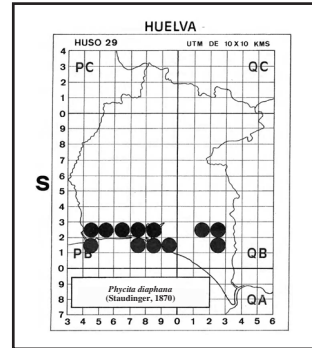 HUELVA
HUSO 29 UTM DE 10 X 10 KMS
4
PC QC
3
2
1
0
9
8
7
6
S
5
4
3
2
1
PB QB
0
9
Phycita diaphana
(Staudinger, 1870)
8
QA
7
3 4 5 6 7 8 9 0 1 2 3 4 5 6